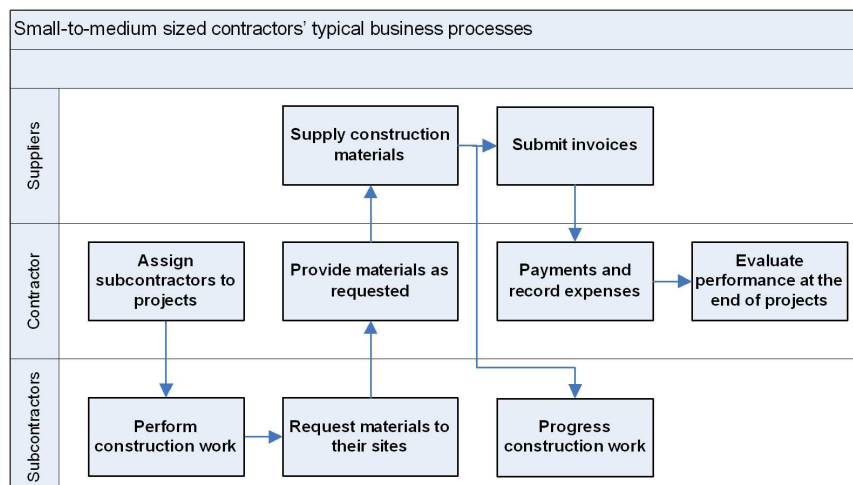 Small-to-medium sized contractors' typical business processes
Suppliers
Supply construction
materials
Submit invoices
Contractor
Assign
subcontractors to
projects
Provide materials as
requested
Payments and
record expenses
Evaluate
performance at the
end of projects
Subcontractors
Perform
construction work
Request materials to
their sites
Progress
construction work